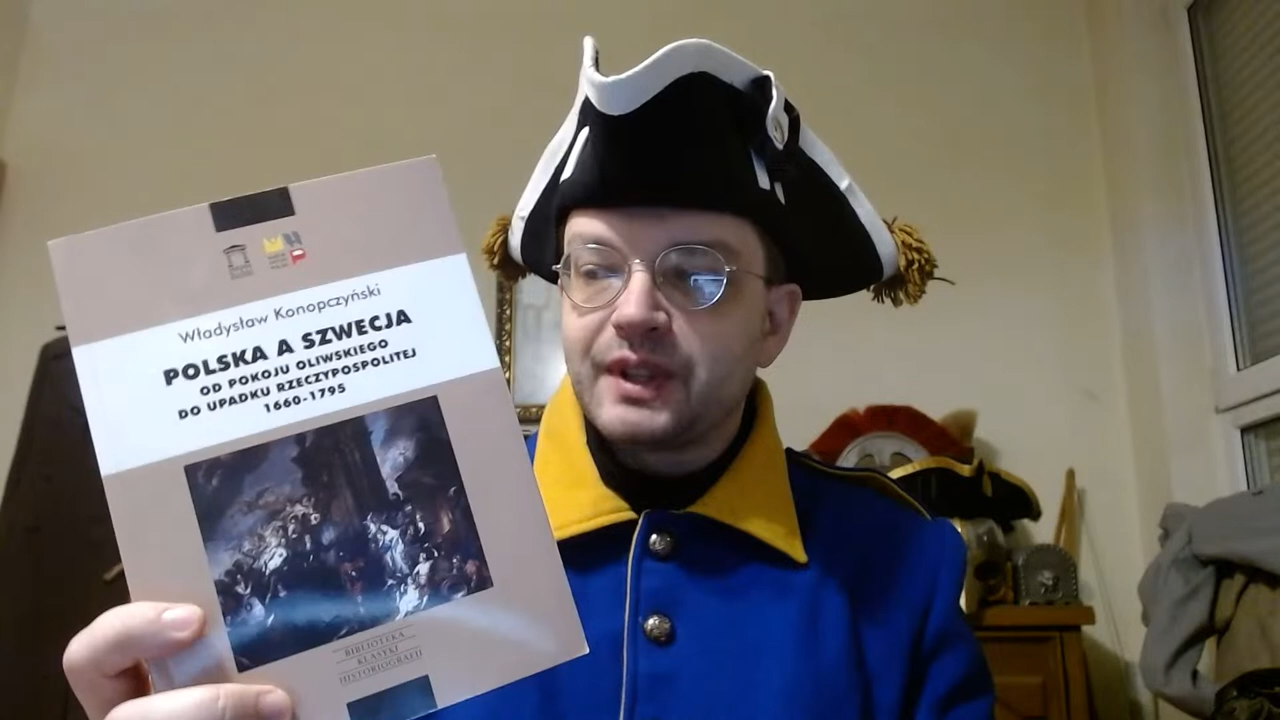 Władysław Konopczyński
POLSKA A SZWECJA
OD POKOJU OLIWSKIEGO
DO UPADKU RZECZYPOSPOLITEJ
1660-1795
BIBLIOTEKA
KLASYKI
HISTORIOGRAFII